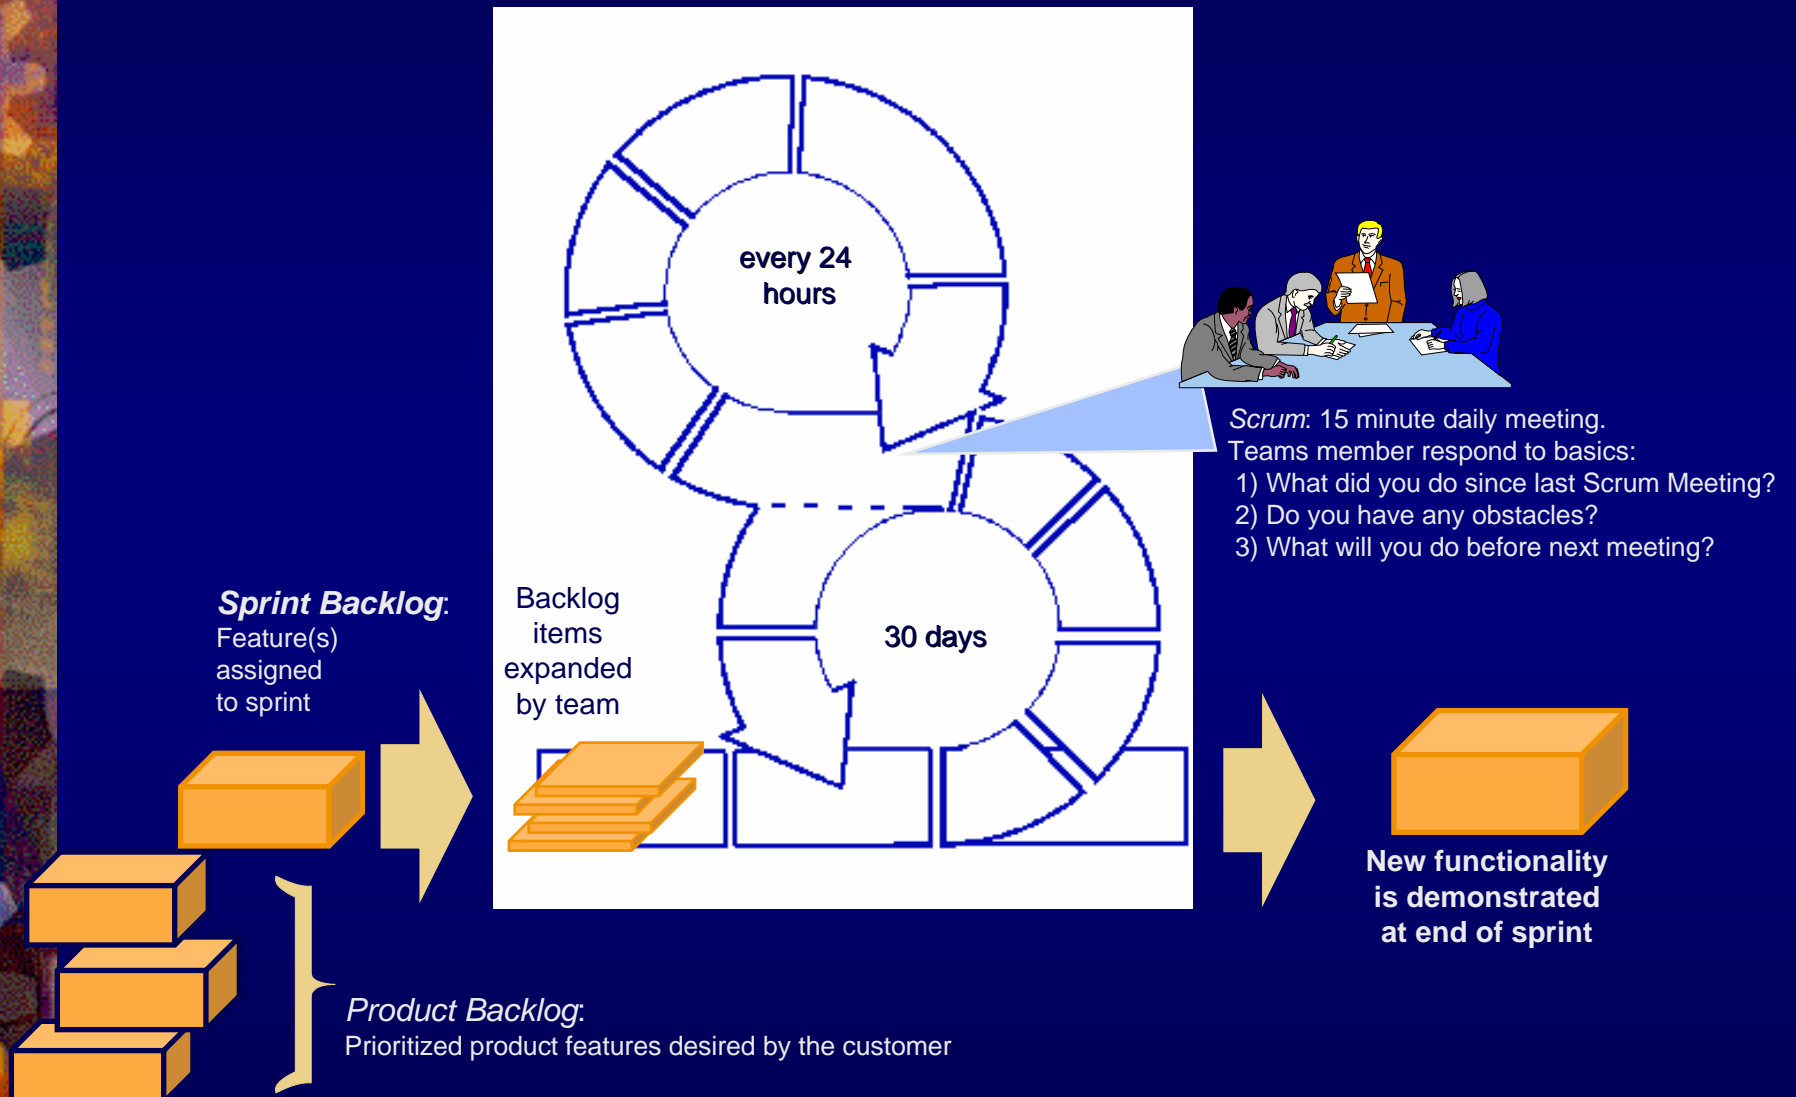 every 24
hours
Scrum: 15 minute daily meeting.
Teams member respond to basics:
1) What did you do since last Scrum Meeting?
2) Do you have any obstacles?
3) What will you do before next meeting?
Sprint Backlog:
Feature(s)
assigned
to sprint
Backlog
items
expanded
by team
30 days
New functionality
is demonstrated
at end of sprint
Product Backlog:
Prioritized product features desired by the customer